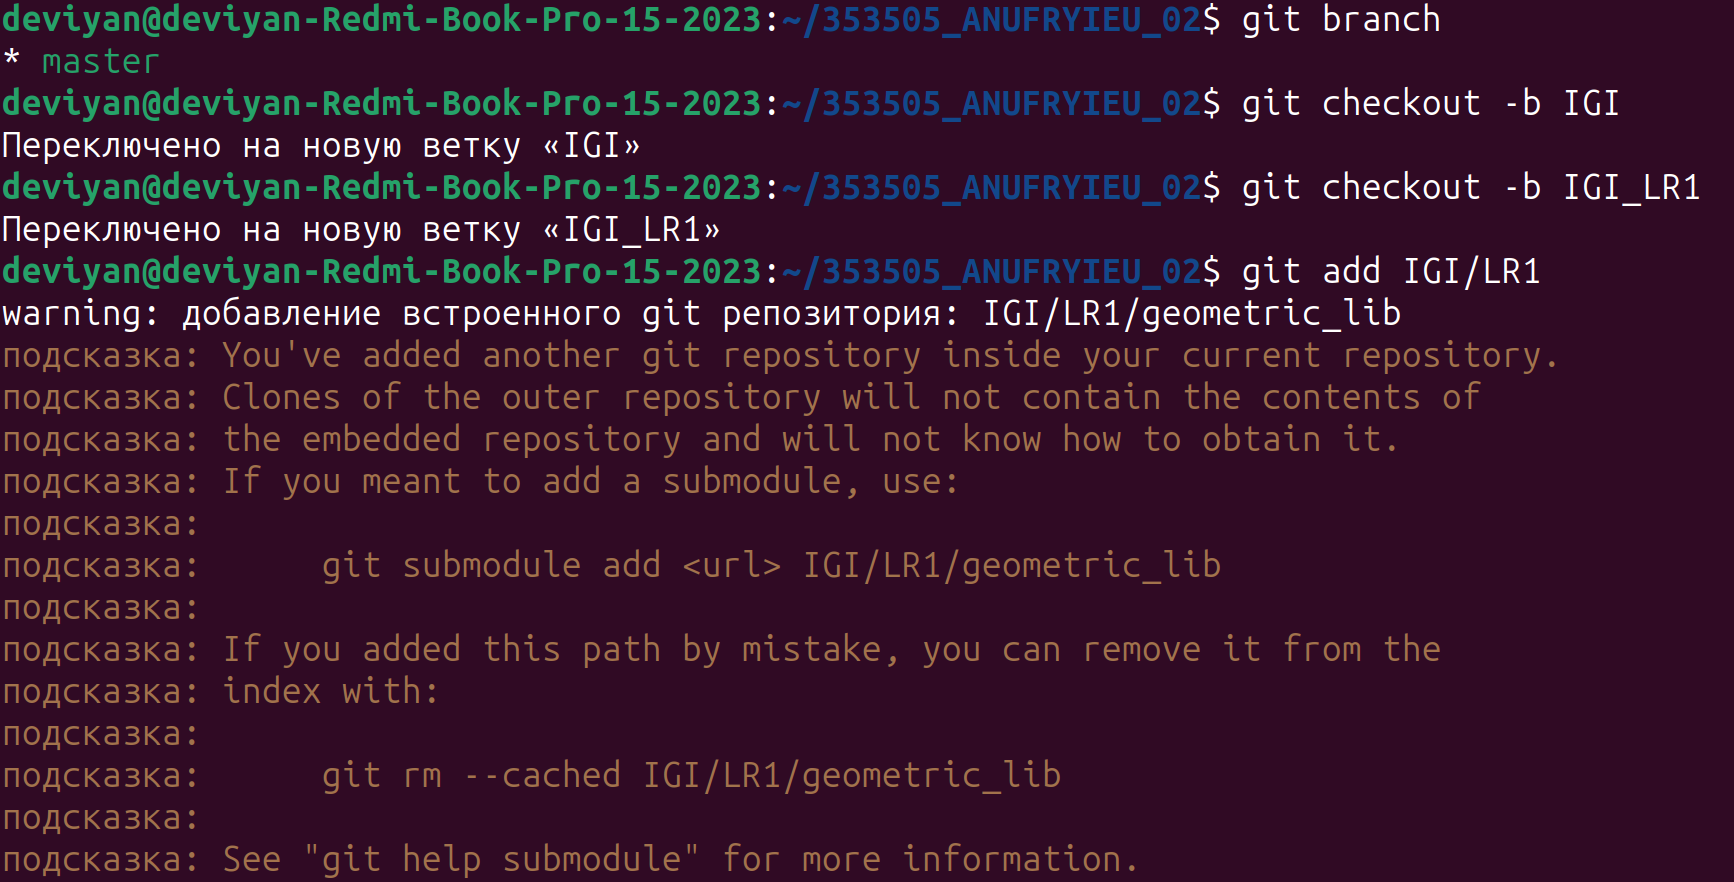 deviyan@deviyan-Redmi-Book-Pro-15-2023:~/353505_ANUFRYIEU_02$ git branch
* master
deviyan@deviyan-Redmi-Book-Pro-15-2023:~/353505_ANUFRYIEU_02$ git checkout -b IGI
Переключено на новую ветку «IGI»
deviyan@deviyan-Redmi-Book-Pro-15-2023:~/353505_ANUFRYIEU_02$ git checkout -b IGI_LR1
Переключено на новую ветку «IGI_LR1»
deviyan@deviyan-Redmi-Book-Pro-15-2023:~/353505_ANUFRYIEU_02$ git add IGI/LR1
warning: добавление встроенного git репозитория: IGI/LR1/geometric_lib
подсказка: You've added another git repository inside your current repository.
подсказка: Clones of the outer repository will not contain the contents of
подсказка: the embedded repository and will not know how to obtain it.
подсказка: If you meant to add a submodule, use:
подсказка:
подсказка:      git submodule add <url> IGI/LR1/geometric_lib
подсказка:
подсказка: If you added this path by mistake, you can remove it from the
подсказка: index with:
подсказка:
подсказка:      git rm --cached IGI/LR1/geometric_lib
подсказка:
подсказка: See "git help submodule" for more information.